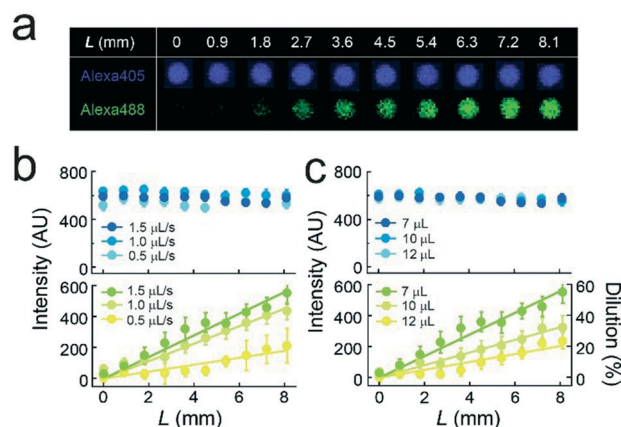 a
L (mm) 0 0.9 1.8 2.7 3.6 4.5 5.4 6.3 7.2 8.1
Alexa405
Alexa488
b
800
400
0
1.5 μL/s
1.0 μL/s
0.5 μL/s
600
400
200
0
1.5 μL/s
1.0 μL/s
0.5 μL/s
0 2 4 6 8
L (mm)
Intensity (AU)
c
800
400
0
7 μL
10 μL
12 μL
600
400
200
0
7 μL
10 μL
12 μL
60
40
20
0
0 2 4 6 8
L (mm)
Intensity (AU)
Dilution (%)